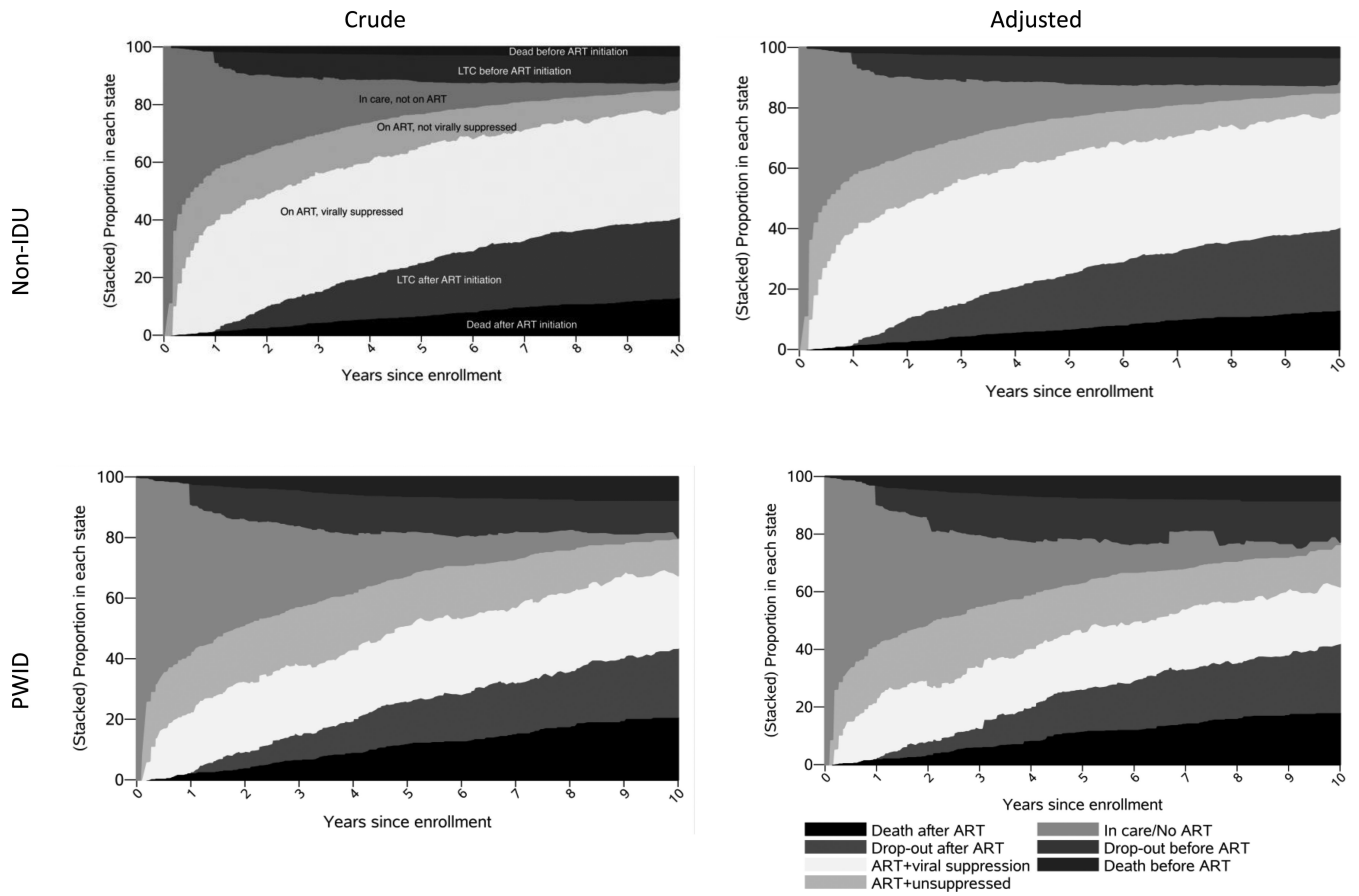 Crude
Adjusted
Non-IDU
(Stacked) Proportion in each state
100
80
60
40
20
0
Dead before ART initiation
LTC before ART initiation
In care, not on ART
On ART, not virally suppressed
On ART, virally suppressed
LTC after ART initiation
Dead after ART initiation
0 1 2 3 4 5 6 7 8 9 10
Years since enrollment
(Stacked) Proportion in each state
100
80
60
40
20
0
0 1 2 3 4 5 6 7 8 9 10
Years since enrollment
PWID
(Stacked) Proportion in each state
100
80
60
40
20
0
0 1 2 3 4 5 6 7 8 9 10
Years since enrollment
(Stacked) Proportion in each state
100
80
60
40
20
0
0 1 2 3 4 5 6 7 8 9 10
Years since enrollment
Death after ART
Drop-out after ART
ART+viral suppression
ART+unsuppressed
In care/No ART
Drop-out before ART
Death before ART